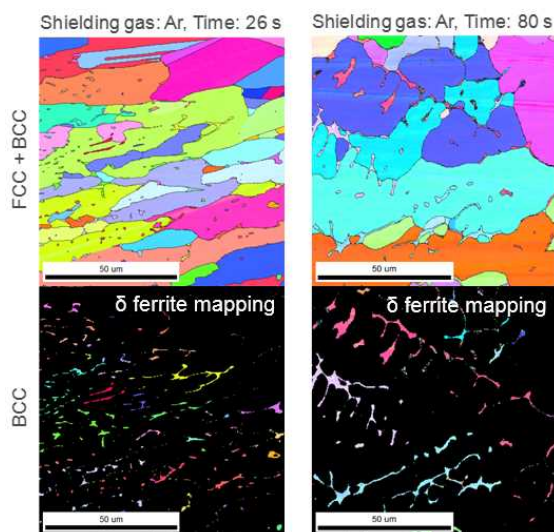 Shielding gas: Ar, Time: 26 s
Shielding gas: Ar, Time: 80 s
FCC + BCC
50 um
50 um
BCC
δ ferrite mapping
δ ferrite mapping
50 um
50 um